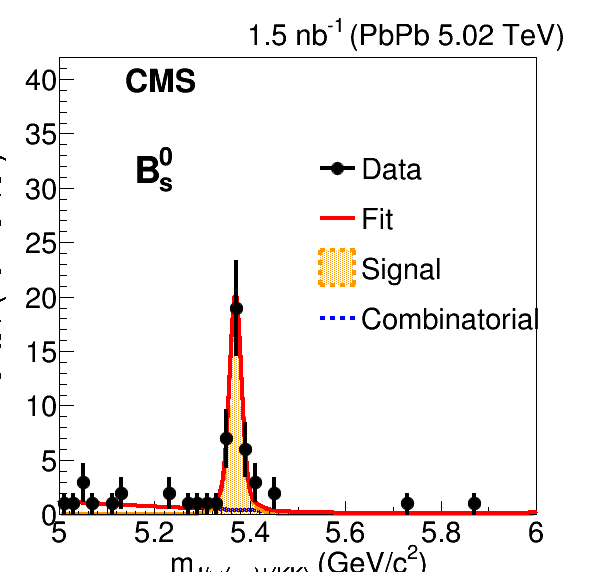 1.5 nb⁻¹ (PbPb 5.02 TeV)
CMS
B⁰ₛ
Data
Fit
Signal
Combinatorial
40
35
30
25
20
15
10
5
0
5 5.2 5.4 5.6 5.8 6
m (GeV/c²)